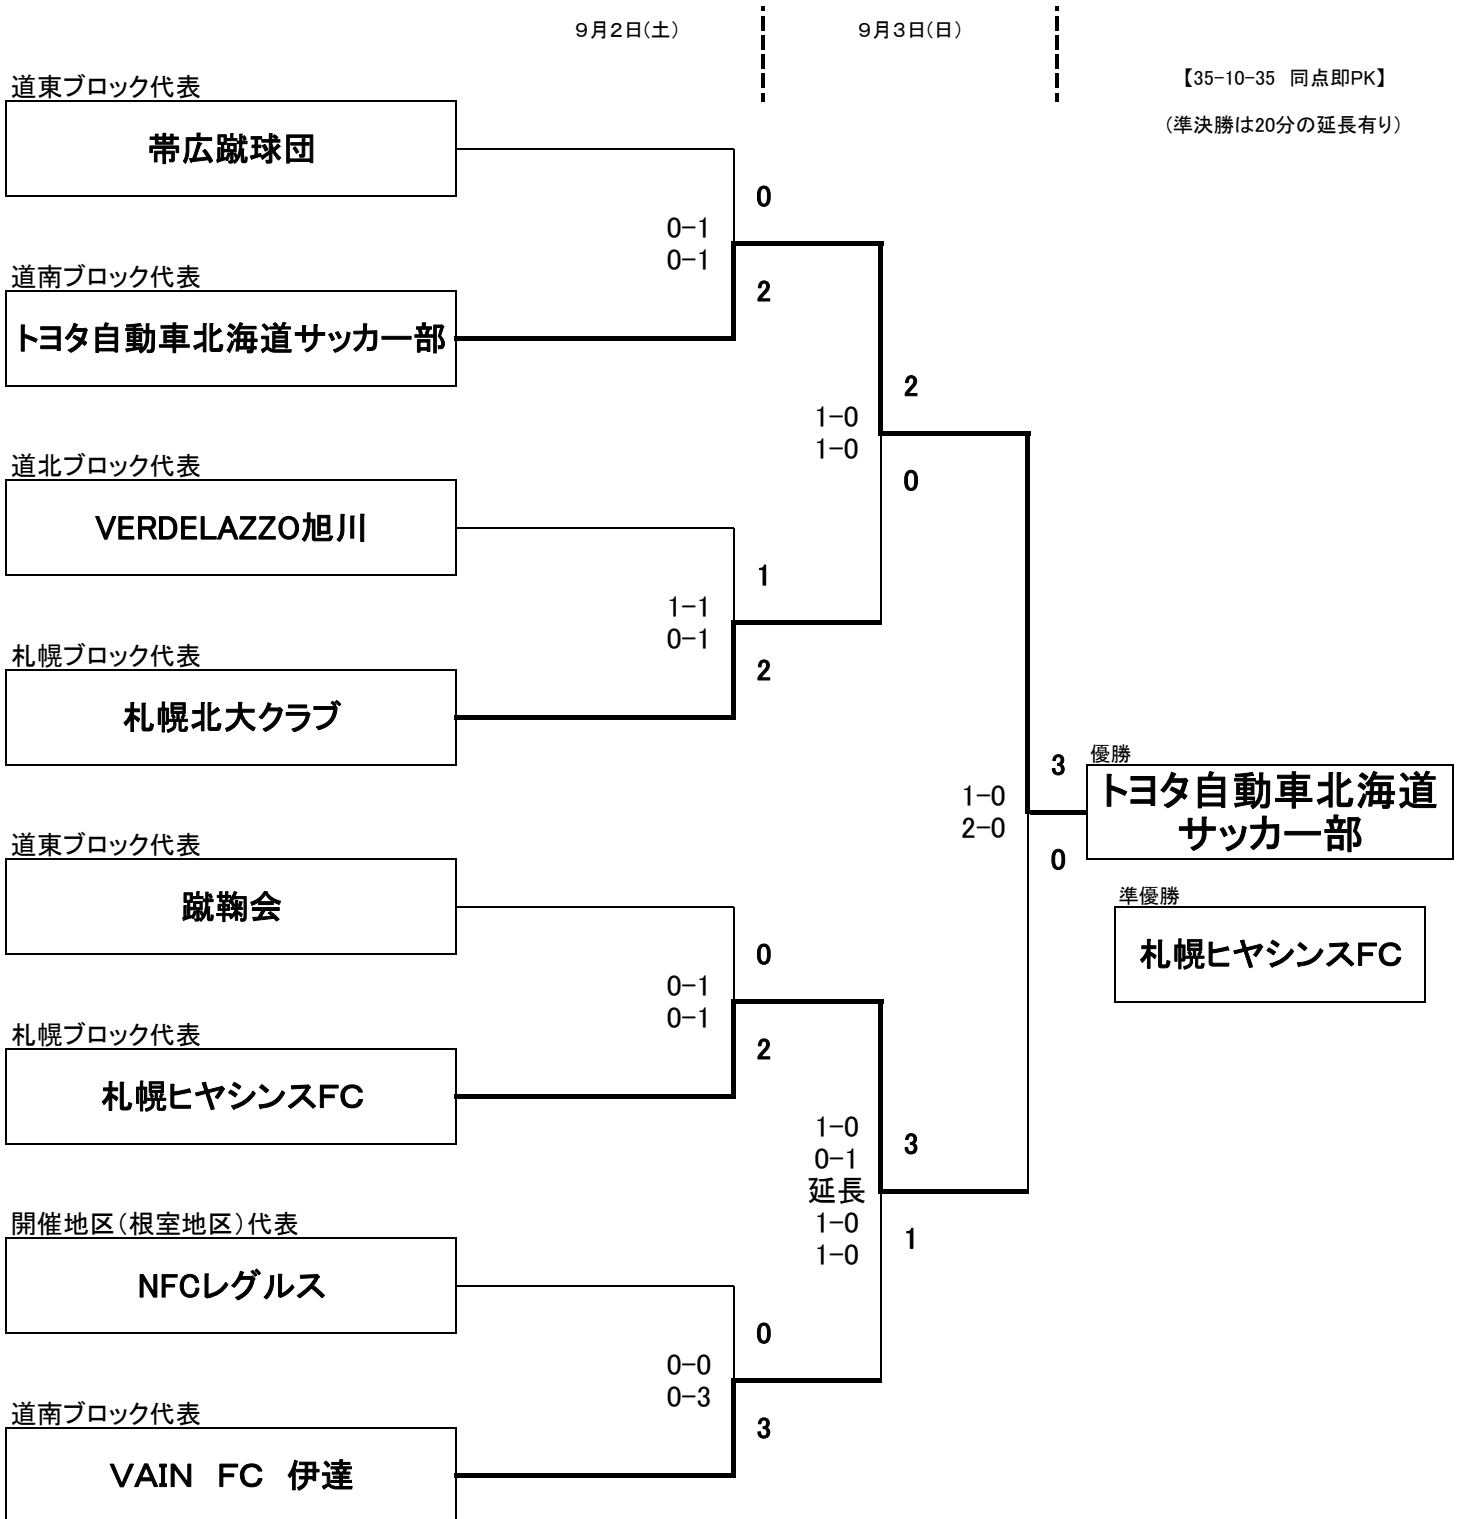 ９月２日(土)
９月３日(日)
【35-10-35　同点即PK】
(準決勝は20分の延長有り)
道東ブロック代表
帯広蹴球団
0
0-1
0-1
道南ブロック代表
2
トヨタ自動車北海道サッカー部
2
1-0
1-0
道北ブロック代表
0
VERDELAZZO旭川
1
1-1
0-1
札幌ブロック代表
2
札幌北大クラブ
優勝
3
トヨタ自動車北海道
サッカー部
1-0
2-0
道東ブロック代表
0
準優勝
蹴鞠会
札幌ヒヤシンスFC
0
0-1
0-1
札幌ブロック代表
2
札幌ヒヤシンスFC
1-0
0-1
延長
1-0
1-0
3
開催地区(根室地区)代表
1
NFCレグルス
0
0-0
0-3
道南ブロック代表
3
VAIN　FC　伊達